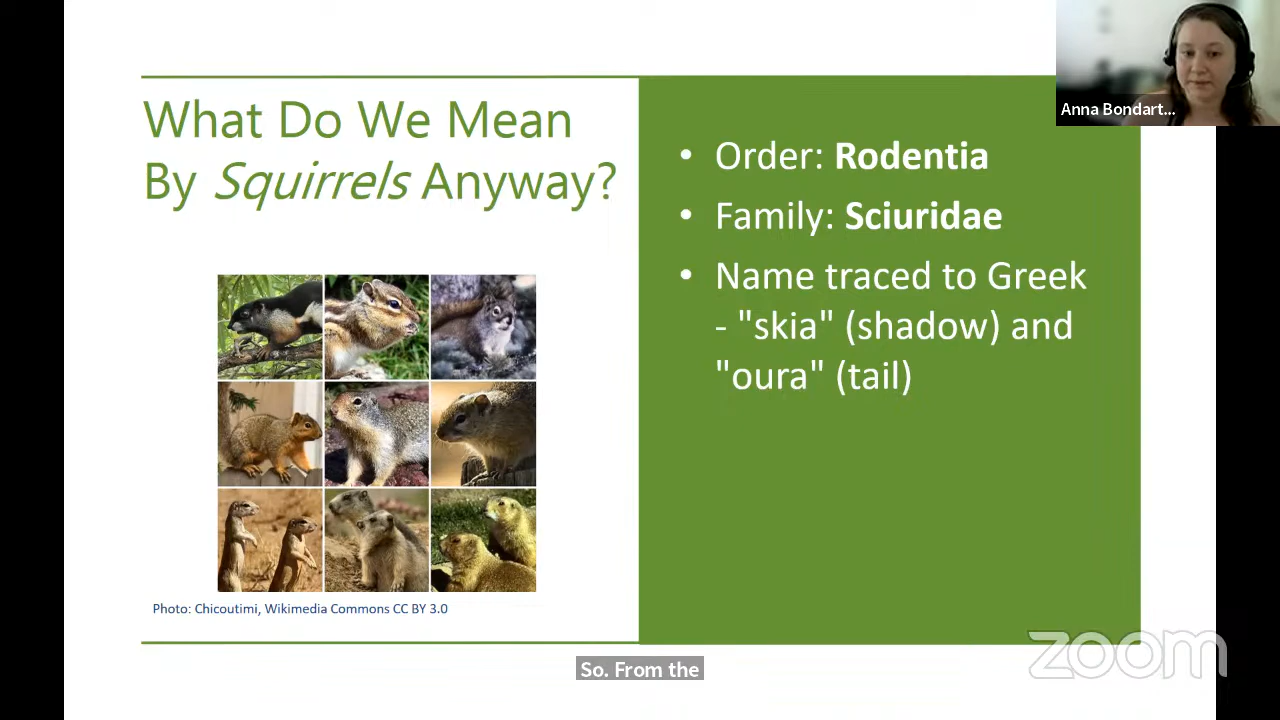 What Do We Mean
By Squirrels Anyway?
• Order: Rodentia
• Family: Sciuridae
• Name traced to Greek
- "skia" (shadow) and
"oura" (tail)
Photo: Chicoutimi, Wikimedia Commons CC BY 3.0
Anna Bondart...
zoom
So. From the